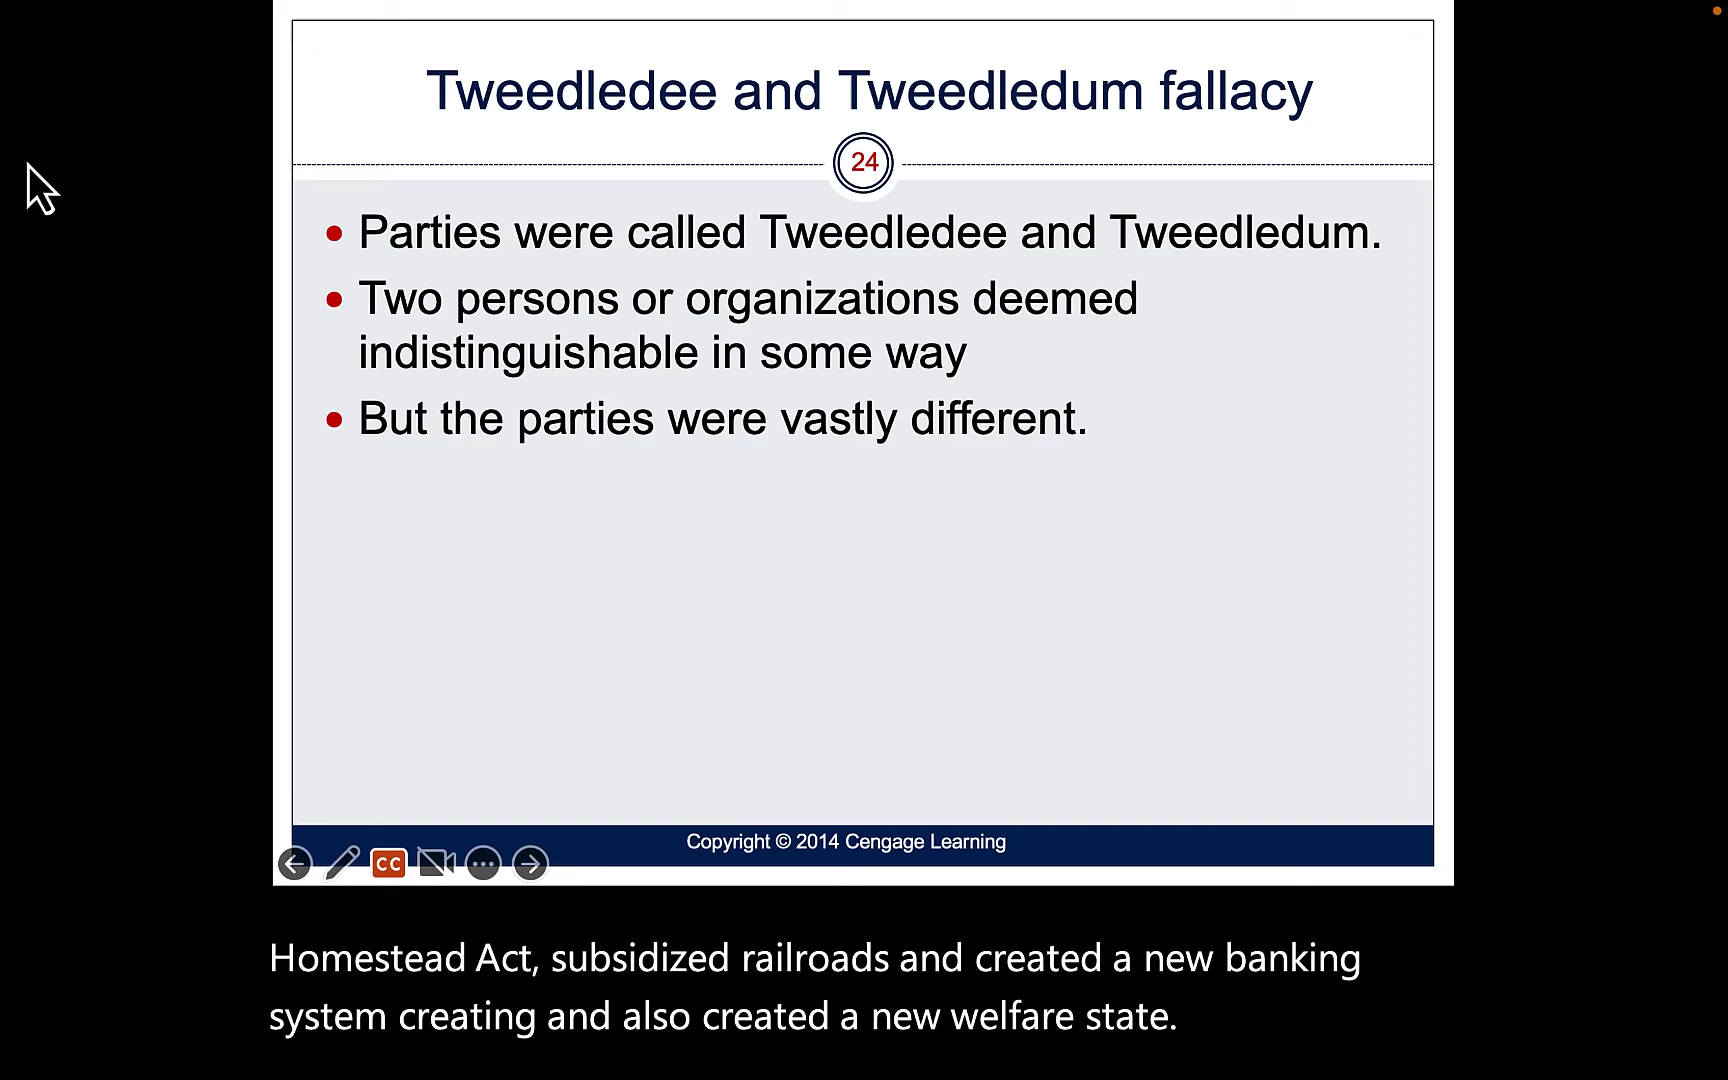 Tweedledee and Tweedledum fallacy
24
• Parties were called Tweedledee and Tweedledum.
• Two persons or organizations deemed
indistinguishable in some way
• But the parties were vastly different.
Copyright © 2014 Cengage Learning
CC
Homestead Act, subsidized railroads and created a new banking
system creating and also created a new welfare state.